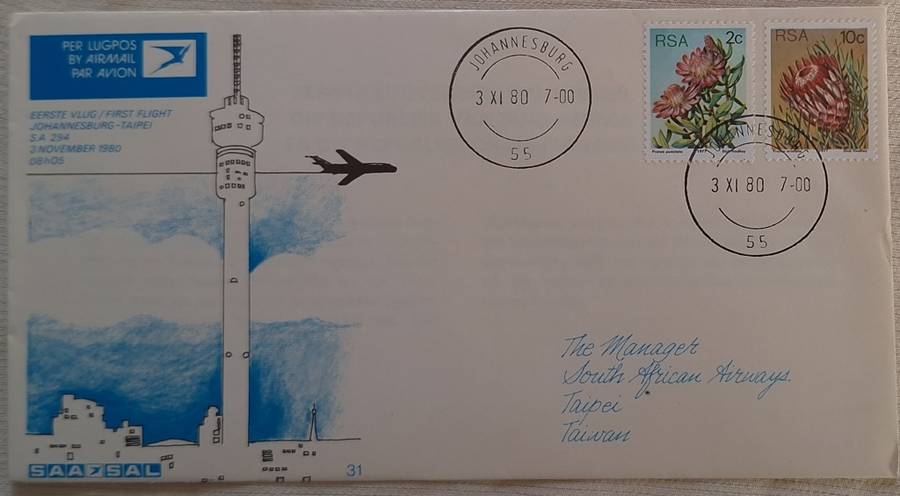 PER LUGPOS
BY AIRMAIL
PAR AVION
EERSTE VLUG / FIRST FLIGHT
JOHANNESBURG-TAIPEI
S.A 294
3 NOVEMBER 1980
08h05
JOHANNESBURG
3 XI 80 7-00
55
RSA 2c
RSA 10c
JOHANNESBURG
3 XI 80 7-00
55
The Manager
South African Airways.
Taipei
Taiwan
SAA SAL
31